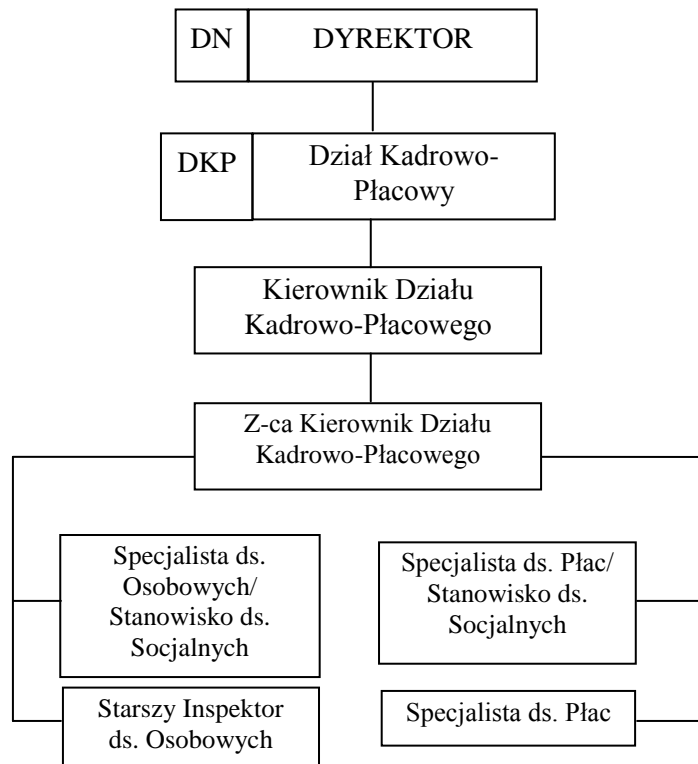 DN DYREKTOR
DKP
Dział Kadrowo-
Płacowy
Kierownik Działu
Kadrowo-Płacowego
Z-ca Kierownik Działu
Kadrowo-Płacowego
Specjalista ds.
Osobowych/
Stanowisko ds.
Socjalnych
Specjalista ds. Płac/
Stanowisko ds.
Socjalnych
Starszy Inspektor
ds. Osobowych
Specjalista ds. Płac